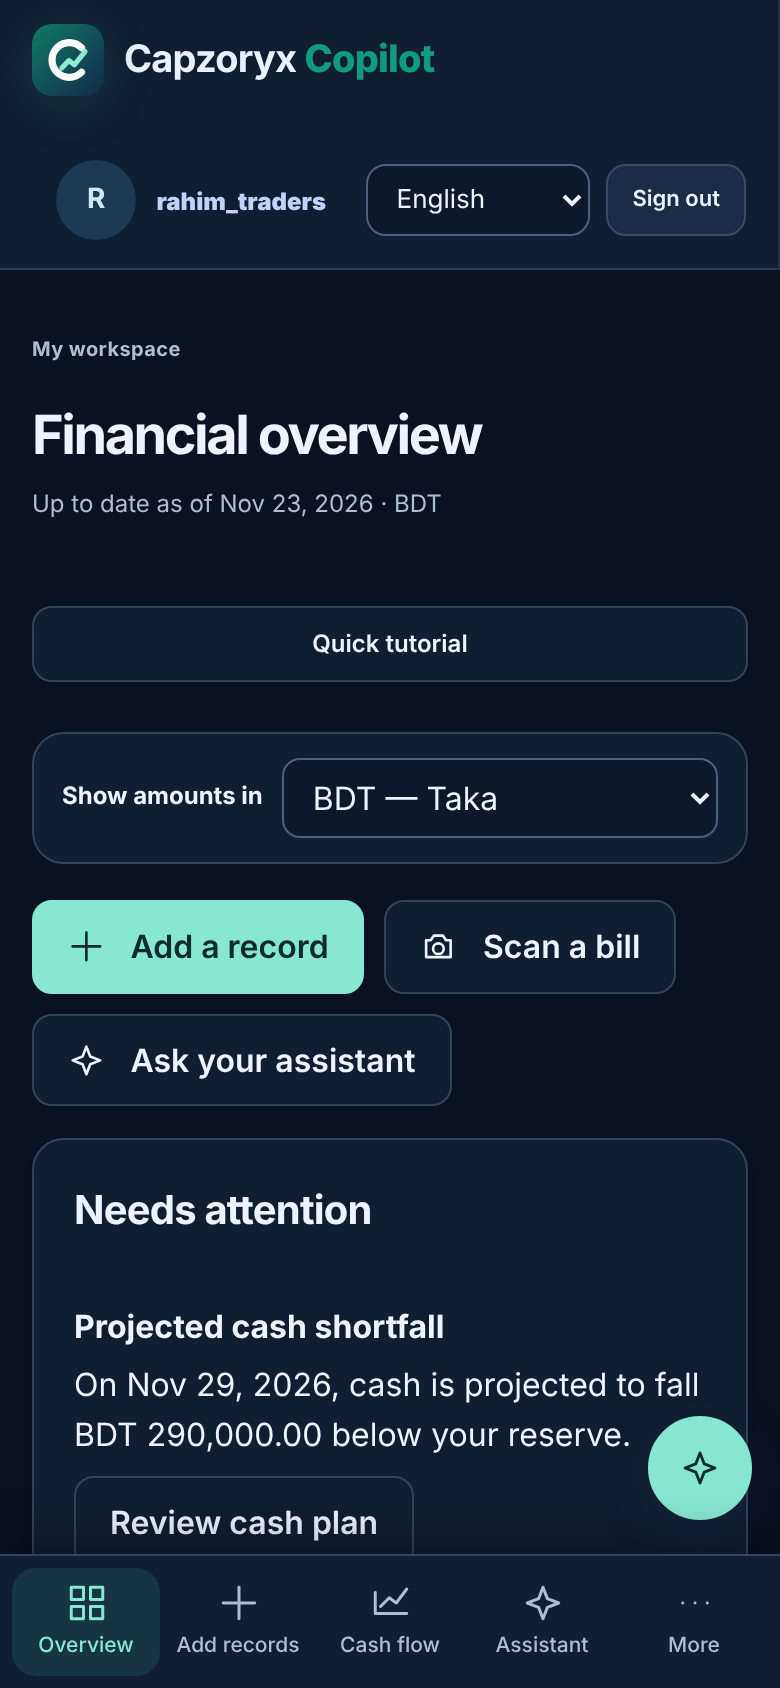 Capzoryx Copilot
R
rahim_traders
English
Sign out
My workspace
Financial overview
Up to date as of Nov 23, 2026 · BDT
Quick tutorial
Show amounts in
BDT — Taka
Add a record
Scan a bill
Ask your assistant
Needs attention
Projected cash shortfall
On Nov 29, 2026, cash is projected to fall
BDT 290,000.00 below your reserve.
Review cash plan
Overview
Add records
Cash flow
Assistant
More